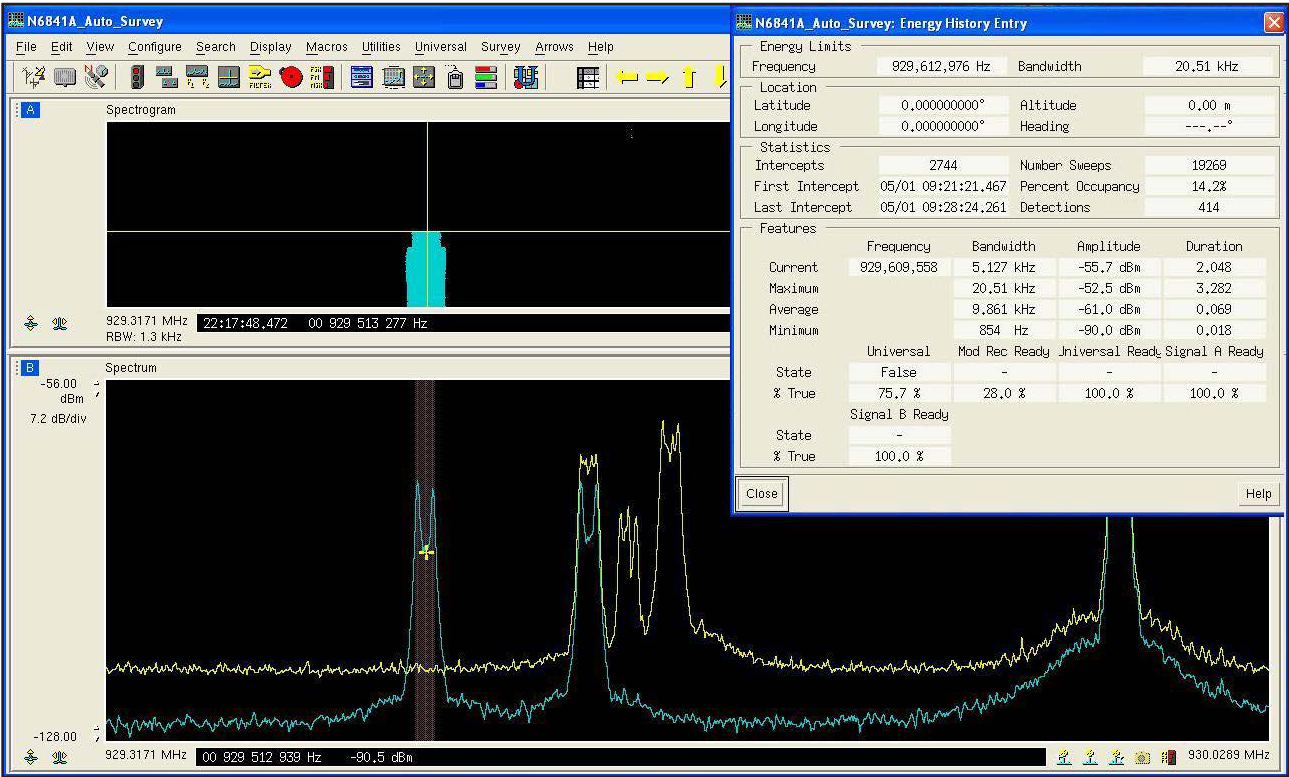 N6841A_Auto_Survey
File Edit View Configure Search Display Macros Utilities Universal Survey Arrows Help
A
Spectrogram
929.3171 MHz
RBW: 1.3 kHz
22:17:48.472 00 929 513 277 Hz
B
Spectrum
-56.00
dBm
7.2 dB/div
-128.00
929.3171 MHz
00 929 512 939 Hz -90.5 dBm
930.0289 MHz
N6841A_Auto_Survey: Energy History Entry
Energy Limits
Frequency 929,612,976 Hz Bandwidth 20.51 kHz
Location
Latitude 0.000000000° Altitude 0.00 m
Longitude 0.000000000° Heading ---.--°
Statistics
Intercepts 2744 Number Sweeps 19269
First Intercept 05/01 09:21:21.467 Percent Occupancy 14.2%
Last Intercept 05/01 09:28:24.261 Detections 414
Features
Frequency Bandwidth Amplitude Duration
Current 929,609,558 5.127 kHz -55.7 dBm 2.048
Maximum 20.51 kHz -52.5 dBm 3.282
Average 9.861 kHz -61.0 dBm 0.069
Minimum 854 Hz -90.0 dBm 0.018
Universal Mod Rec Ready Universal Ready Signal A Ready
State False - - -
% True 75.7 % 28.0 % 100.0 % 100.0 %
Signal B Ready
State -
% True 100.0 %
Close Help